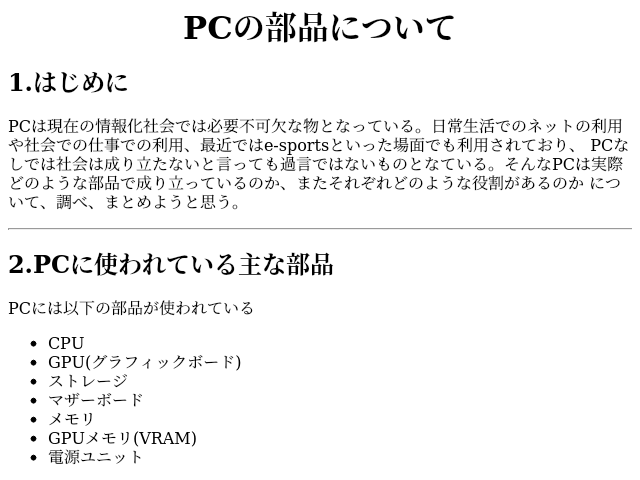 PCの部品について
1.はじめに
PCは現在の情報化社会では必要不可欠な物となっている。日常生活でのネットの利用
や社会での仕事での利用、最近ではe-sportsといった場面でも利用されており、 PCな
しでは社会は成り立たないと言っても過言ではないものとなている。そんなPCは実際
どのような部品で成り立っているのか、またそれぞれどのような役割があるのか につ
いて、調べ、まとめようと思う。
2.PCに使われている主な部品
PCには以下の部品が使われている
• CPU
• GPU(グラフィックボード)
• ストレージ
• マザーボード
• メモリ
• GPUメモリ(VRAM)
• 電源ユニット